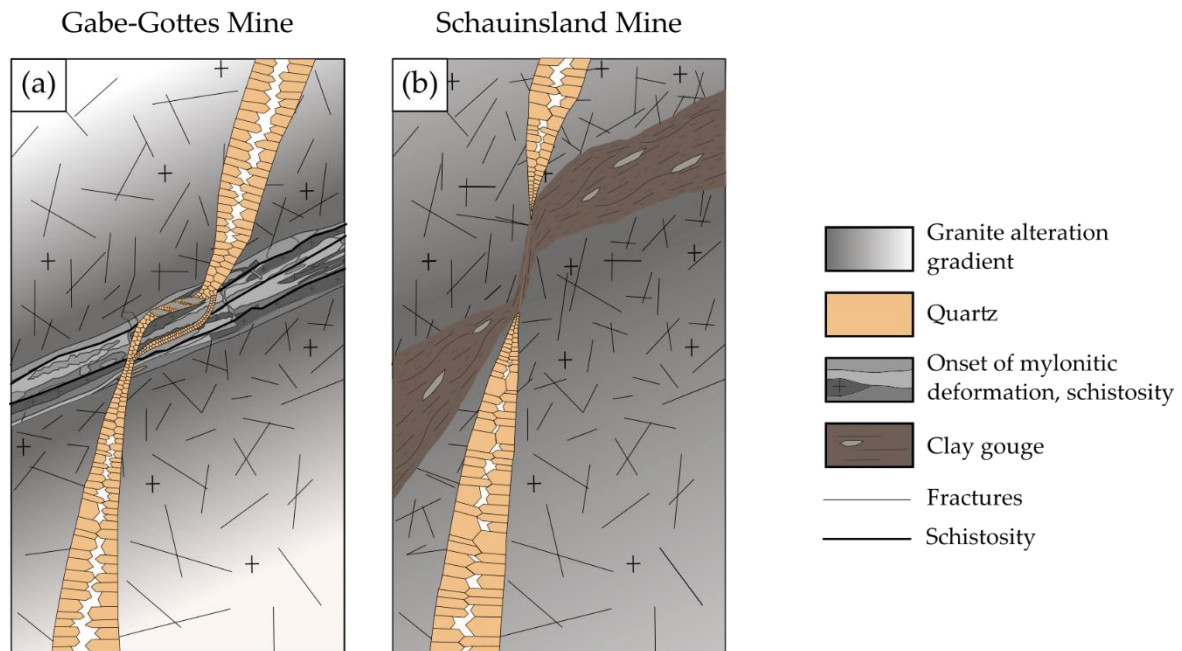 Gabe-Gottes Mine
Schauinsland Mine
(a)
(b)
Granite alteration
gradient
Quartz
Onset of mylonitic
deformation, schistosity
Clay gouge
Fractures
Schistosity